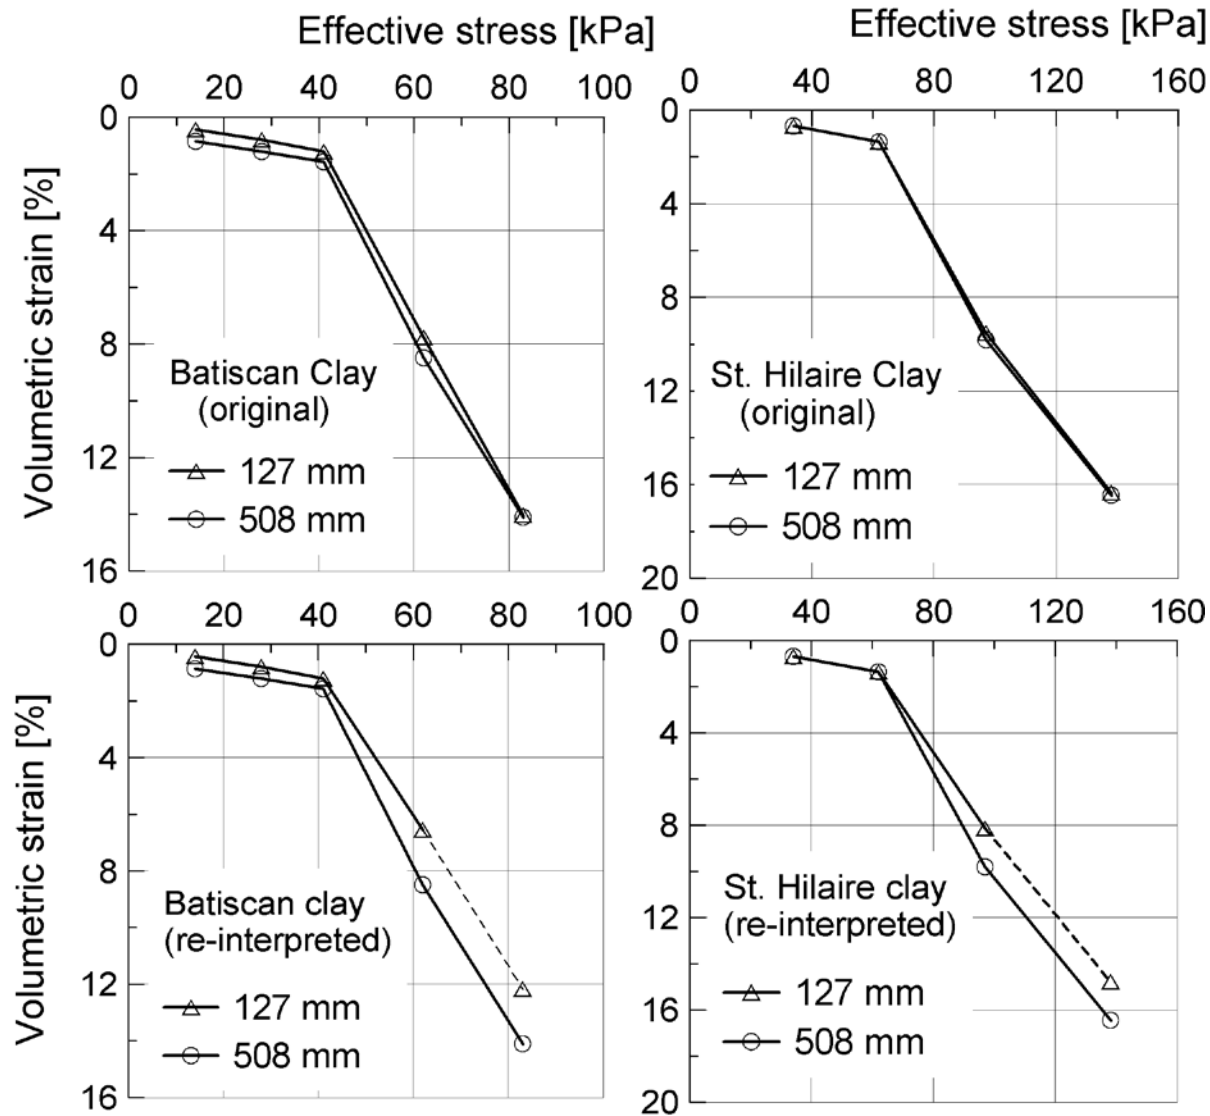 Effective stress [kPa]
0 20 40 60 80 100
0
4
8
12
16
Volumetric strain [%]
Batiscan Clay
(original)
127 mm
508 mm
Effective stress [kPa]
0 40 80 120 160
0
4
8
12
16
20
St. Hilaire Clay
(original)
127 mm
508 mm
0 20 40 60 80 100
0
4
8
12
16
Volumetric strain [%]
Batiscan clay
(re-interpreted)
127 mm
508 mm
0 40 80 120 160
0
4
8
12
16
20
St. Hilaire clay
(re-interpreted)
127 mm
508 mm